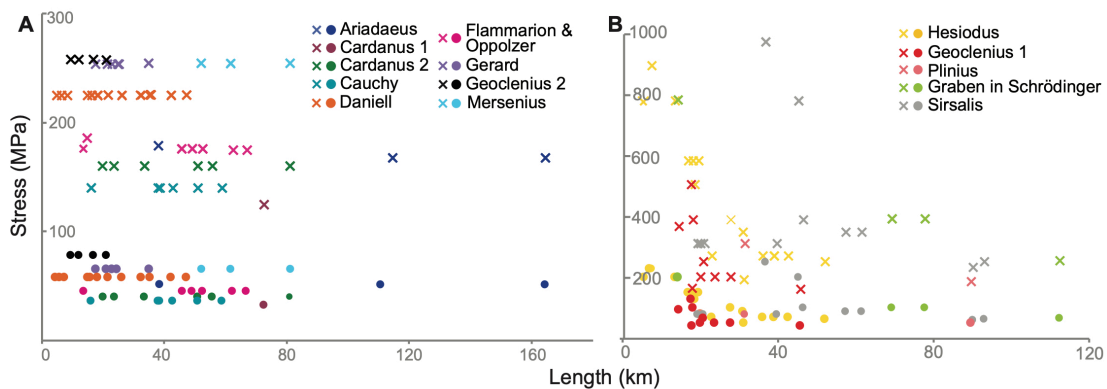 A
300
200
100
0
0
40
80
120
160
Stress (MPa)
Ariadaeus
Cardanus 1
Cardanus 2
Cauchy
Daniell
Flammarion &
Oppolzer
Gerard
Geoclenius 2
Mersenius
B
1000
800
600
400
200
0
0
40
80
120
Hesiodus
Geoclenius 1
Plinius
Graben in Schrödinger
Sirsalis
Length (km)